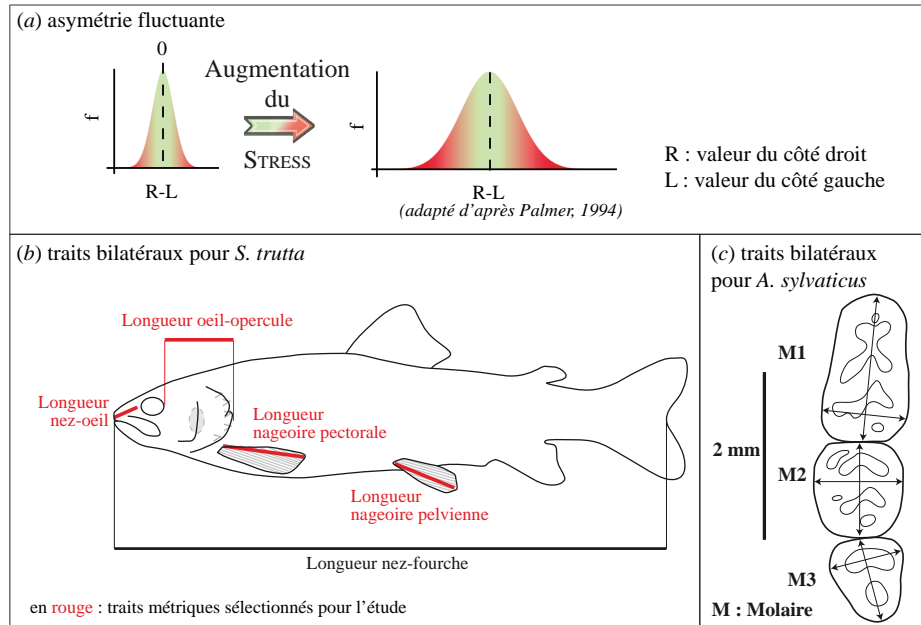 (a) asymétrie fluctuante
0
f
R-L
Augmentation
du
STRESS
f
R-L
(adapté d'après Palmer, 1994)
R : valeur du côté droit
L : valeur du côté gauche
(b) traits bilatéraux pour S. trutta
Longueur oeil-opercule
Longueur
nez-oeil
Longueur
nageoire pectorale
Longueur
nageoire pelvienne
Longueur nez-fourche
en rouge : traits métriques sélectionnés pour l'étude
(c) traits bilatéraux
pour A. sylvaticus
M1
2 mm
M2
M3
M : Molaire